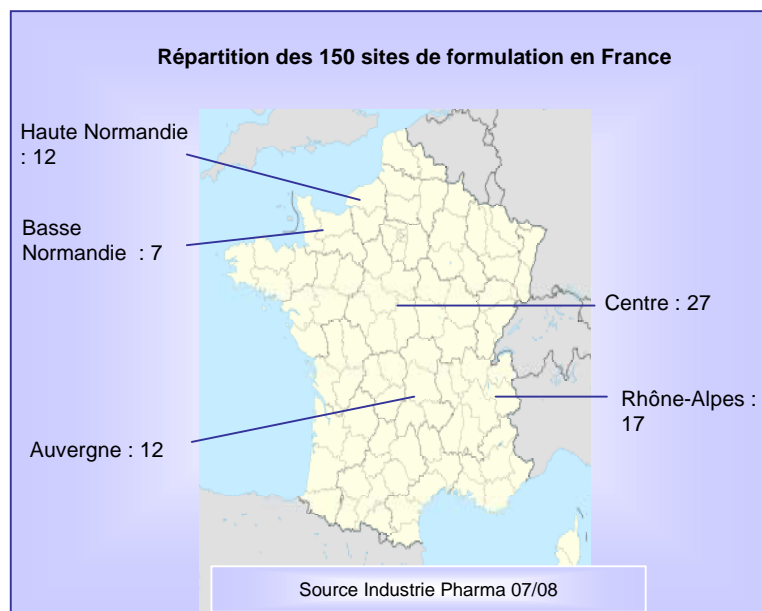 Répartition des 150 sites de formulation en France
Haute Normandie
: 12
Basse
Normandie : 7
Centre : 27
Rhône-Alpes :
17
Auvergne : 12
Source Industrie Pharma 07/08